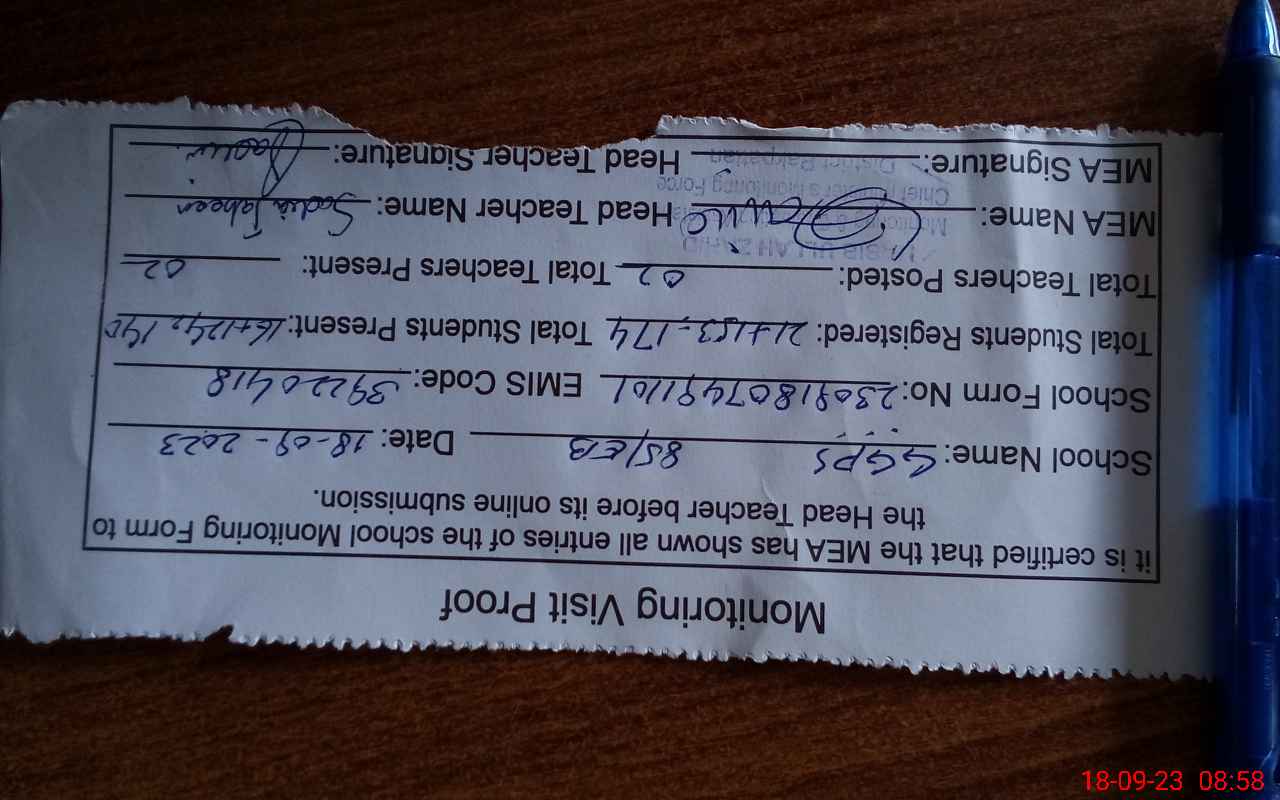 Monitoring Visit Proof
it is certified that the MEA has shown all entries of the school Monitoring Form to
the Head Teacher before its online submission.
School Name: GGPS 85/EB Date: 18-09-2023
School Form No: 23091807491101 EMIS Code: 39220418
Total Students Registered: 21+153=174 Total Students Present: 16+124=140
Total Teachers Posted: 02 Total Teachers Present: 02
MEA Name: Head Teacher Name: Sadia Tabeen
MEA Signature: Head Teacher Signature:
Chief Minister's Monitoring Force
District Pakpattan
18-09-23 08:58